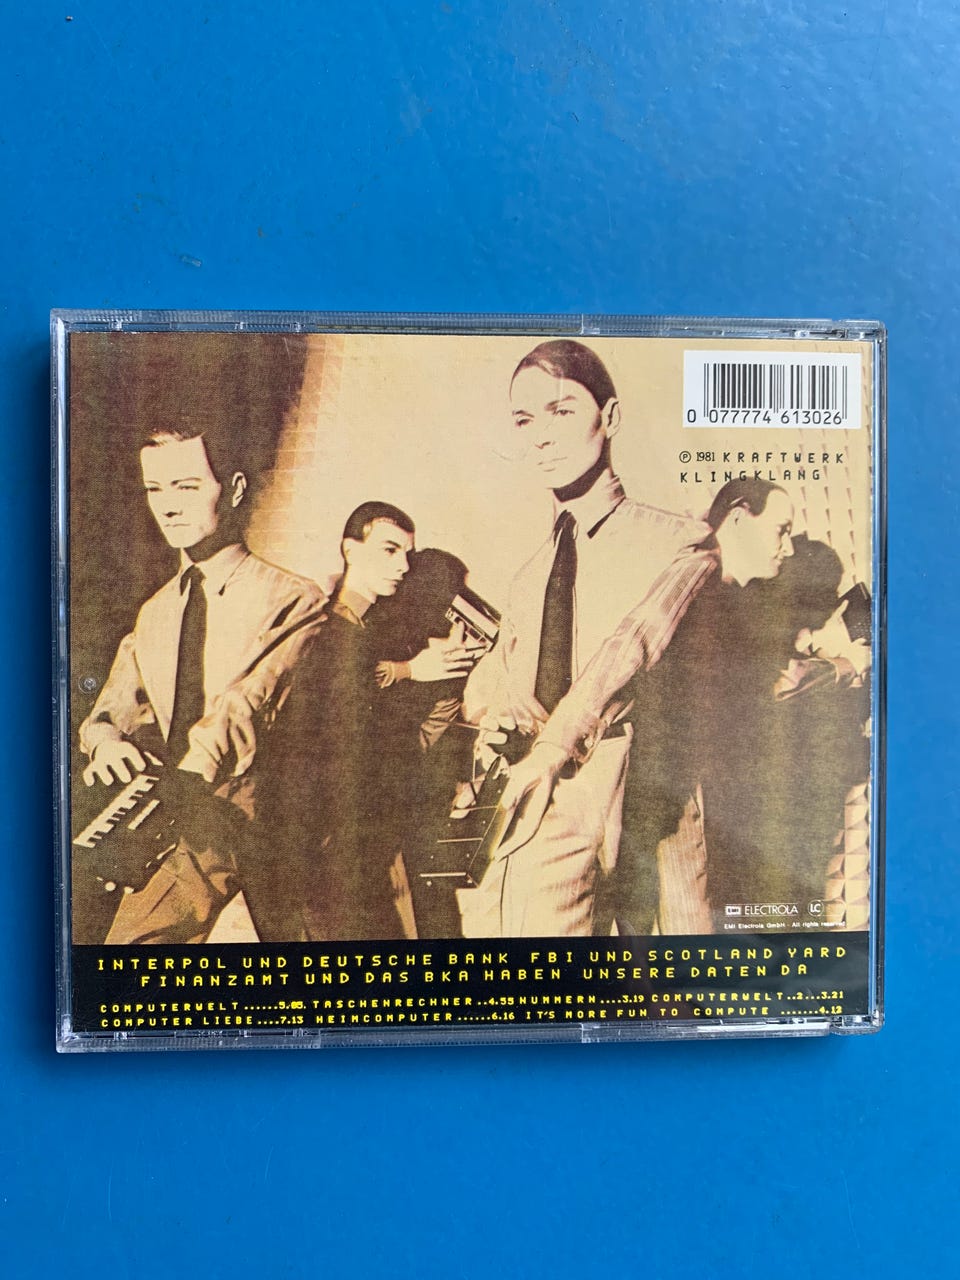 0 077774 613026
℗ 1981 KRAFTWERK
KLINGKLANG
EMI ELECTROLA LC
EMI Electrola GmbH · All rights reserved
INTERPOL UND DEUTSCHE BANK FBI UND SCOTLAND YARD
FINANZAMT UND DAS BKA HABEN UNSERE DATEN DA
COMPUTERWELT......5.05.TASCHENRECHNER..4.55 NUMMERN....3.19 COMPUTERWELT..2...3.21
COMPUTER LIEBE....7.13 HEIMCOMPUTER......6.16 IT'S MORE FUN TO COMPUTE .......4.12